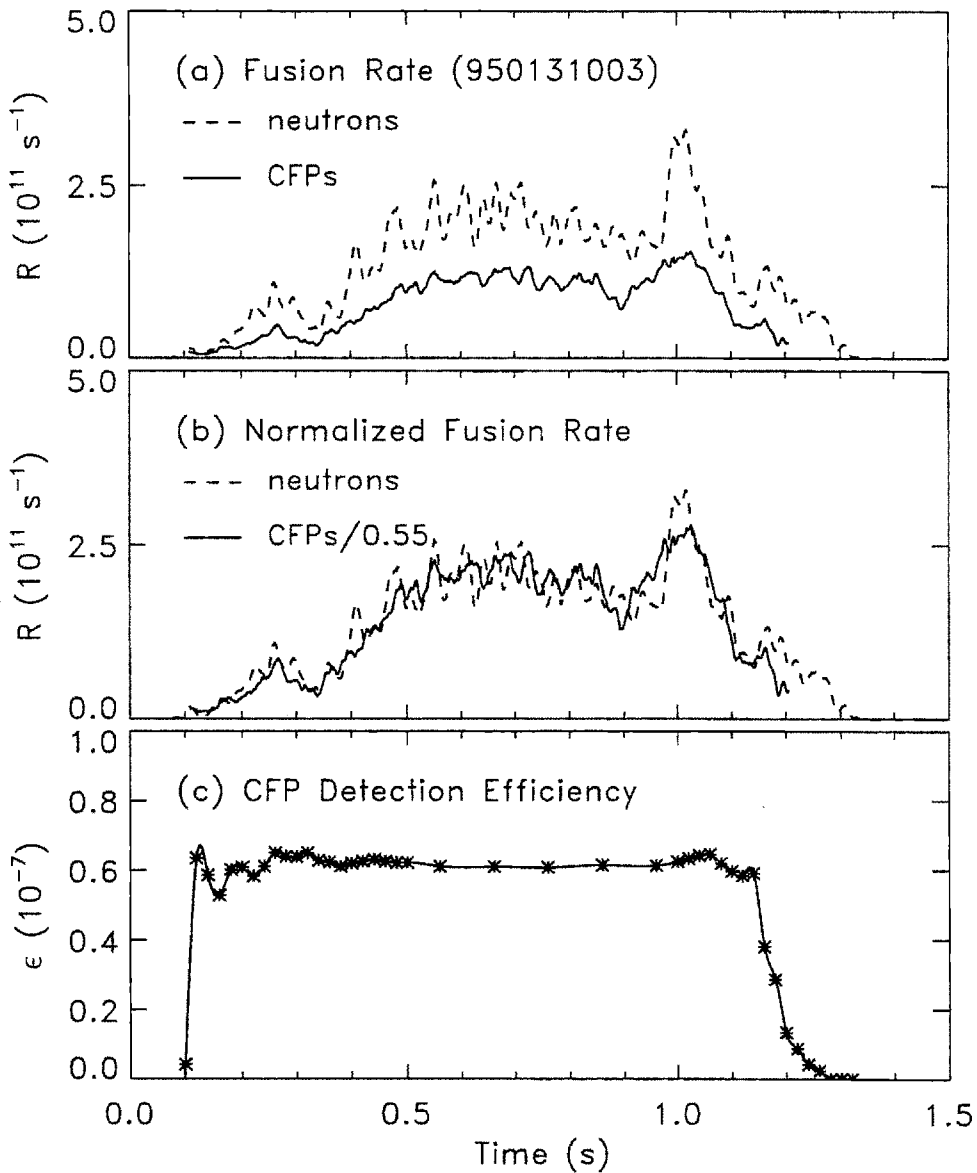 5.0
(a) Fusion Rate (950131003)
neutrons
CFPs
2.5
R (10¹¹ s⁻¹)
0.0
5.0
(b) Normalized Fusion Rate
neutrons
CFPs/0.55
2.5
R (10¹¹ s⁻¹)
0.0
1.0
(c) CFP Detection Efficiency
0.8
0.6
ϵ (10⁻⁷)
0.4
0.2
0.0
0.0 0.5 1.0 1.5
Time (s)